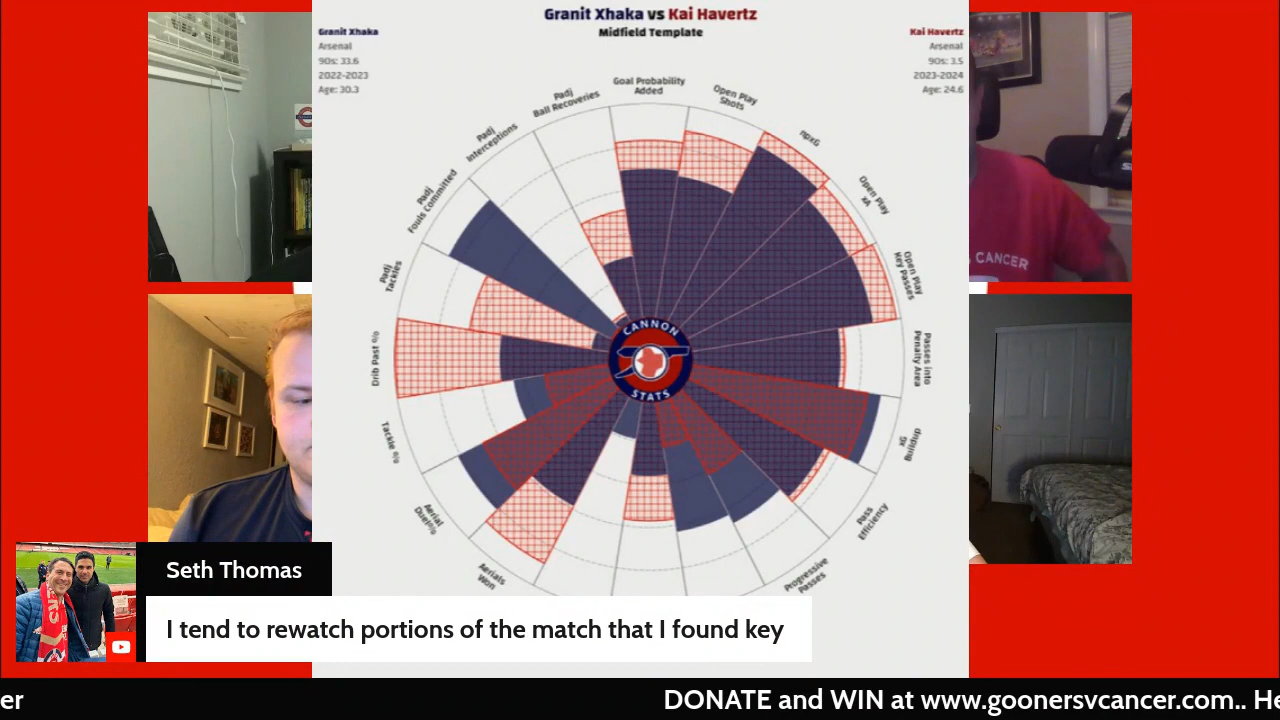 Granit Xhaka vs Kai Havertz
Midfield Template
Granit Xhaka
Arsenal
90s: 33.6
2022-2023
Age: 30.3
Kai Havertz
Arsenal
90s: 3.5
2023-2024
Age: 24.6
Goal Probability
Added
Open Play
Shots
npxG
Open Play
xA
Open Play
Key Passes
Passes into
Penalty Area
xG
Buildup
Pass
Efficiency
Progressive
Passes
Aerials
Won
Aerial
Duel%
Tackle %
Drib Past %
Padj
Tackles
Padj
Fouls Committed
Padj
Interceptions
Padj
Ball Recoveries
CANNON
STATS
CANCER
Seth Thomas
I tend to rewatch portions of the match that I found key
er
DONATE and WIN at www.goonersvcancer.com.. He